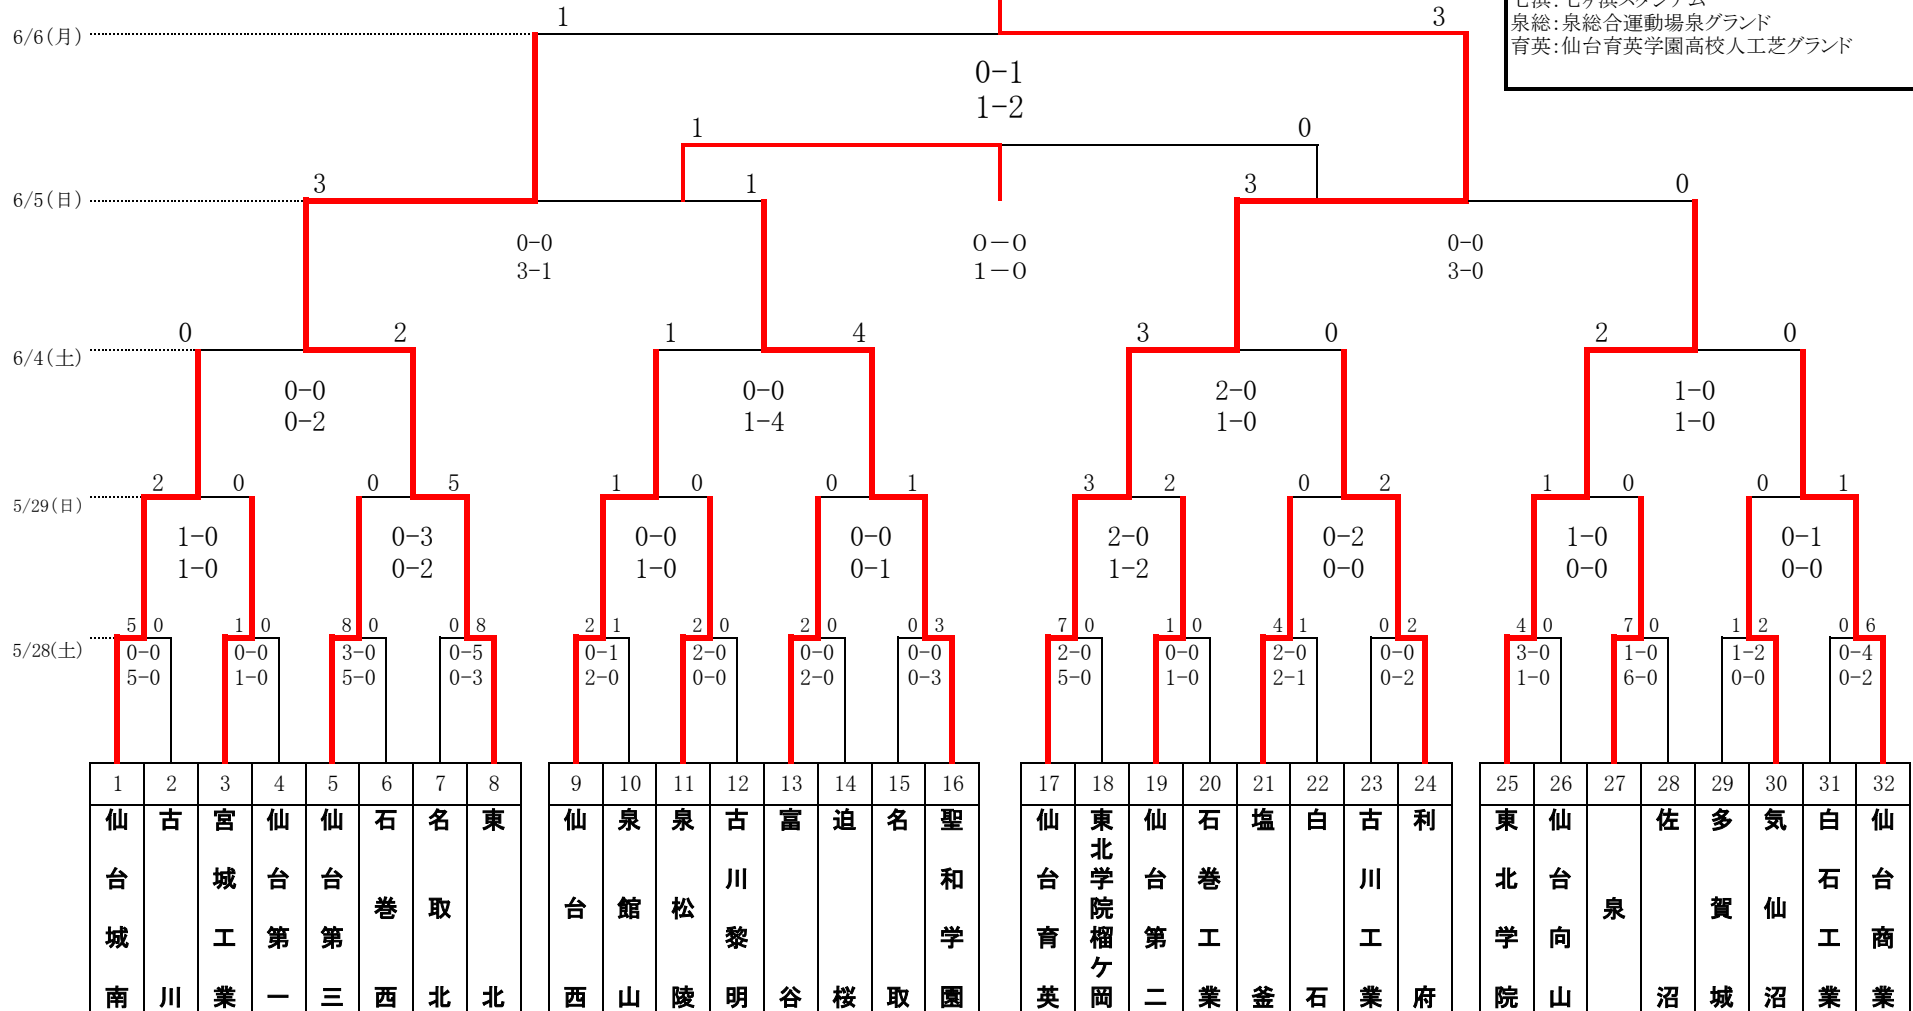 七浜：七ヶ浜スタジアム
泉総：泉総合運動場泉グランド
育英：仙台育英学園高校人工芝グランド
6/6（月）
1 3
0-1
1-2
1 0
6/5（日）
3 1 3 0
0-0 0－0 0-0
3-1 1－0 3-0
6/4（土）
0 2 1 4 3 0 2 0
0-0 0-0 2-0 1-0
0-2 1-4 1-0 1-0
5/29（日）
2 0 0 5 1 0 0 1 3 2 0 2 1 0 0 1
1-0 0-3 0-0 0-0 2-0 0-2 1-0 0-1
1-0 0-2 1-0 0-1 1-2 0-0 0-0 0-0
5/28（土）
5 0 1 0 8 0 0 8 2 1 2 0 2 0 0 3 7 0 1 0 4 1 0 2 4 0 7 0 1 2 0 6
0-0 0-0 3-0 0-5 0-1 2-0 0-0 0-0 2-0 0-0 2-0 0-0 3-0 1-0 1-2 0-4
5-0 1-0 5-0 0-3 2-0 0-0 2-0 0-3 5-0 1-0 2-1 0-2 1-0 6-0 0-0 0-2
1 2 3 4 5 6 7 8 9 10 11 12 13 14 15 16 17 18 19 20 21 22 23 24 25 26 27 28 29 30 31 32
仙台城南
古川
宮城工業
仙台第一
仙台第三
石巻西
名取北
東北
仙台西
泉館山
泉松陵
古川黎明
富谷
迫桜
名取
聖和学園
仙台育英
東北学院榴ケ岡
仙台第二
石巻工業
塩釜
白石
古川工業
利府
東北学院
仙台向山
泉
佐沼
多賀城
気仙沼
白石工業
仙台商業